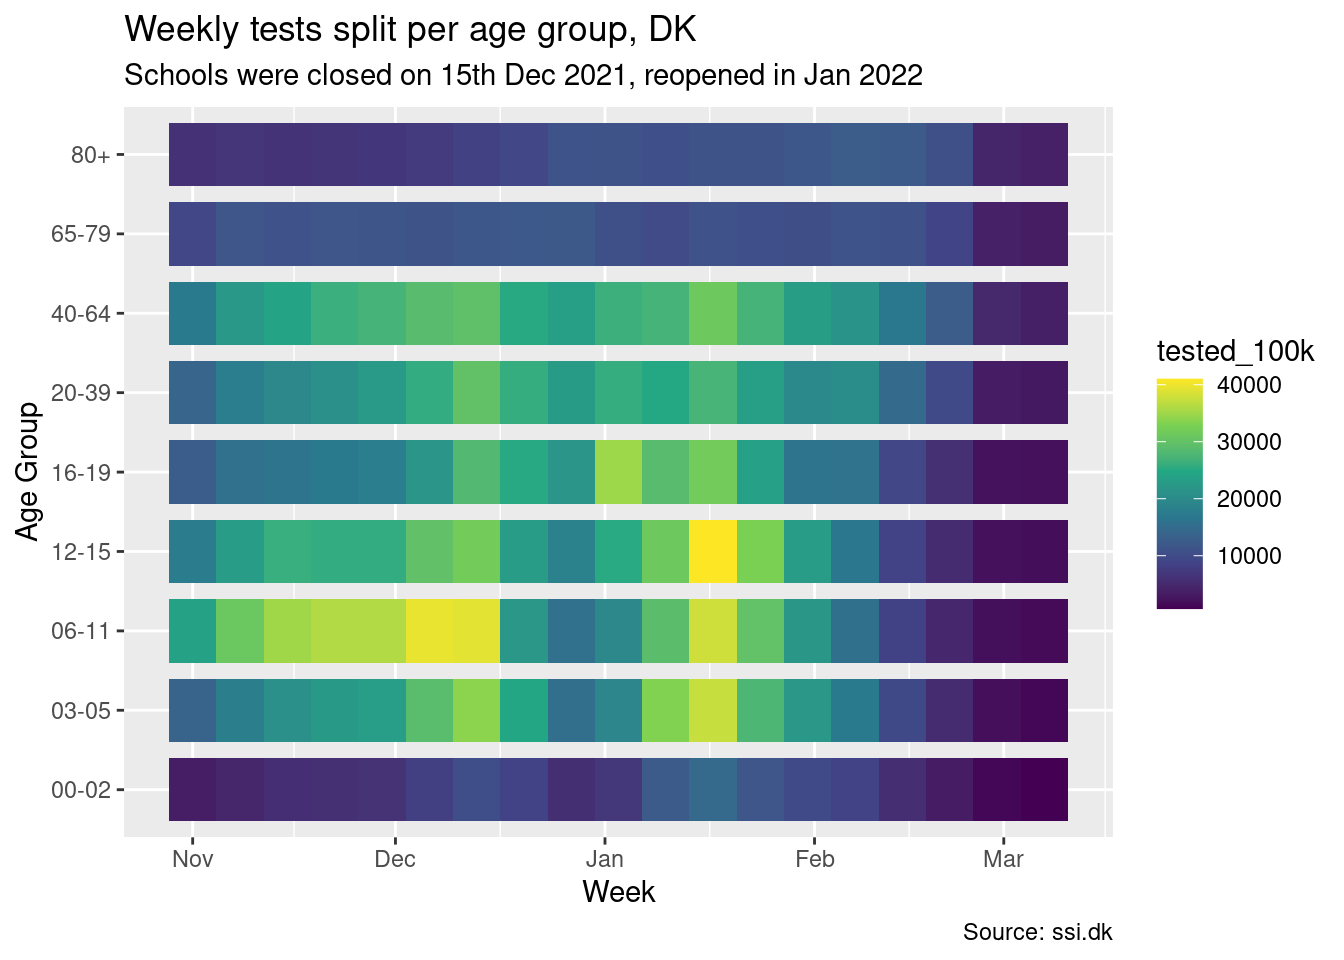 Weekly tests split per age group, DK
Schools were closed on 15th Dec 2021, reopened in Jan 2022
Age Group
80+
65-79
40-64
20-39
16-19
12-15
06-11
03-05
00-02
Nov Dec Jan Feb Mar
Week
tested_100k
40000
30000
20000
10000
Source: ssi.dk